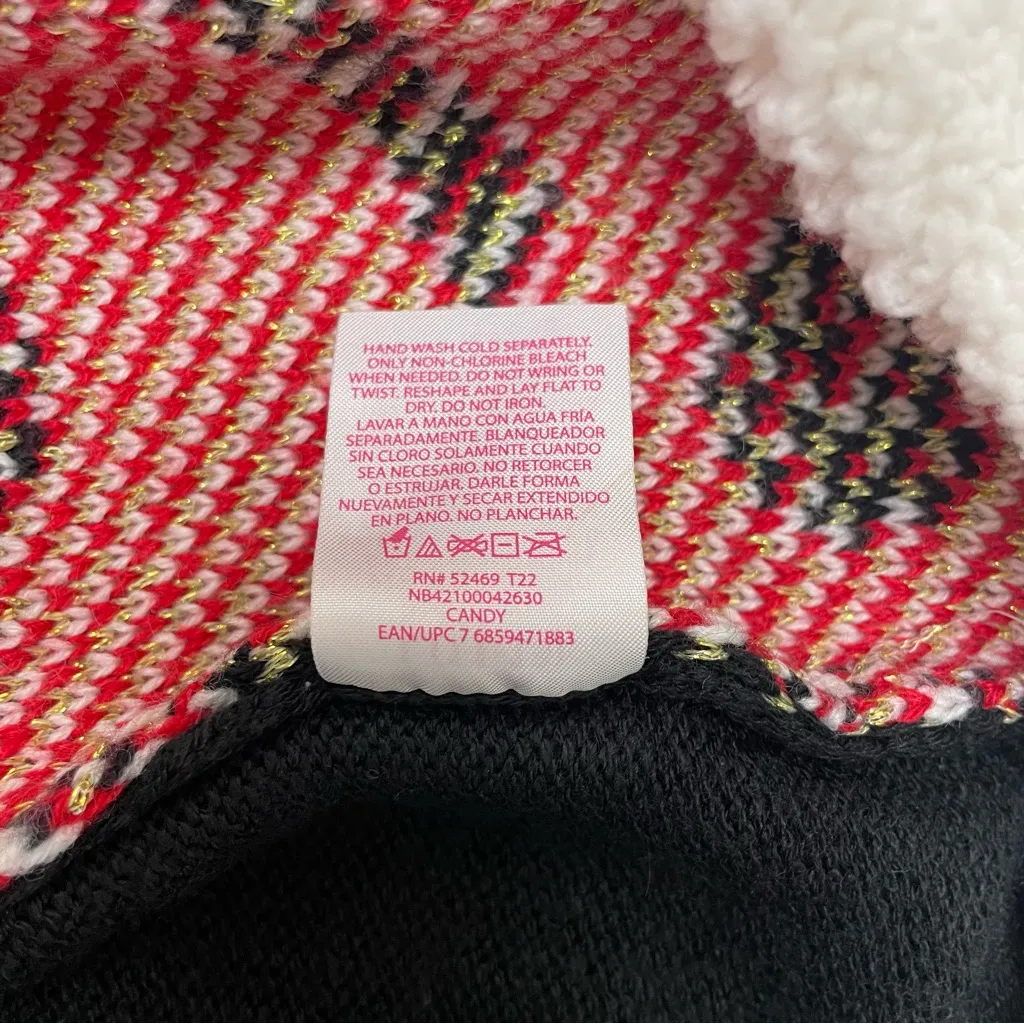 HAND WASH COLD SEPARATELY.
ONLY NON-CHLORINE BLEACH
WHEN NEEDED. DO NOT WRING OR
TWIST. RESHAPE AND LAY FLAT TO
DRY. DO NOT IRON.
LAVAR A MANO CON AGUA FRÍA
SEPARADAMENTE. BLANQUEADOR
SIN CLORO SOLAMENTE CUANDO
SEA NECESARIO. NO RETORCER
O ESTRUJAR. DARLE FORMA
NUEVAMENTE Y SECAR EXTENDIDO
EN PLANO. NO PLANCHAR.
RN# 52469 T22
NB42100042630
CANDY
EAN/UPC 7 6859471883